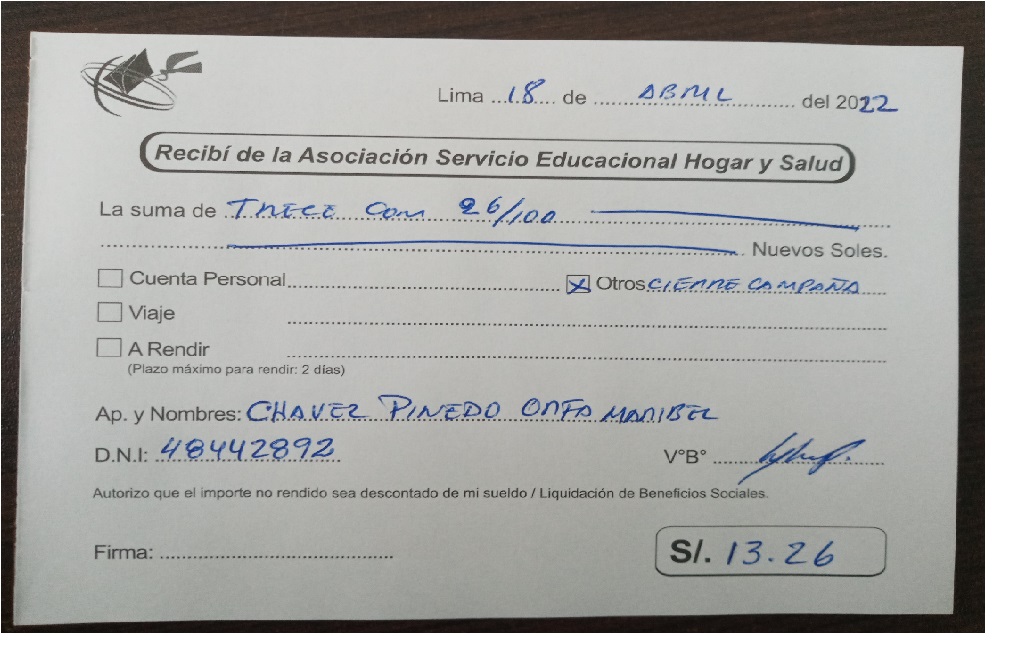 Lima 18 de ABRIL del 2022
Recibí de la Asociación Servicio Educacional Hogar y Salud
La suma de TRECE CON 26/100
Nuevos Soles.
Cuenta Personal X Otros CIERRE CAMPAÑA
Viaje
A Rendir
(Plazo máximo para rendir: 2 dias)
Ap. y Nombres: CHAVEZ PINEDO ORFA MARIBEL
D.N.I: 48442892 V°B°
Autorizo que el importe no rendido sea descontado de mi sueldo / Liquidación de Beneficios Sociales.
Firma: S/. 13.26